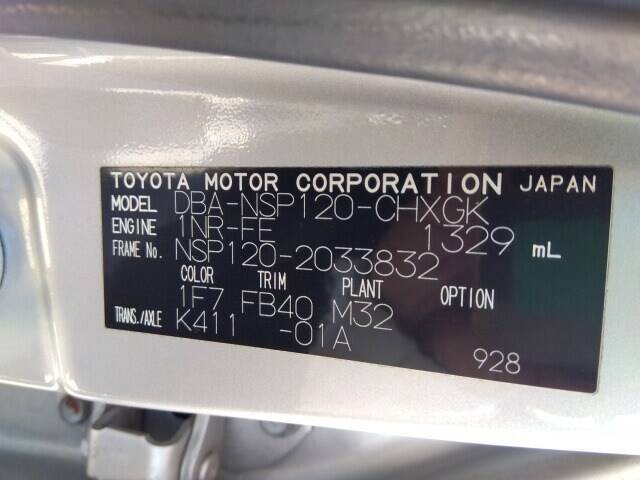 TOYOTA MOTOR CORPORATION JAPAN
MODEL DBA-NSP120-CHXGK
ENGINE 1NR-FE 1329 mL
FRAME No. NSP120-2033832
COLOR TRIM PLANT OPTION
1F7 FB40 M32
TRANS./AXLE K411 -01A
928